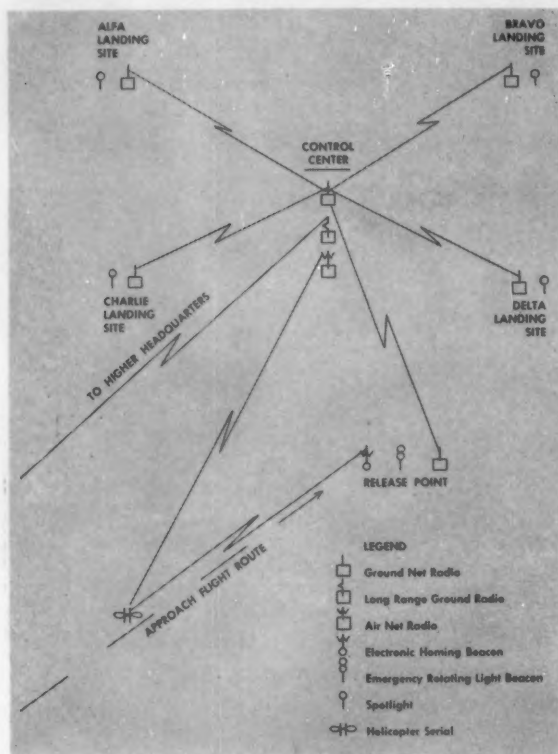 ALFA
LANDING
SITE
BRAVO
LANDING
SITE
CONTROL
CENTER
CHARLIE
LANDING
SITE
DELTA
LANDING
SITE
TO HIGHER HEADQUARTERS
RELEASE POINT
APPROACH FLIGHT ROUTE
LEGEND
Ground Net Radio
Long Range Ground Radio
Air Net Radio
Electronic Homing Beacon
Emergency Rotating Light Beacon
Spotlight
Helicopter Serial